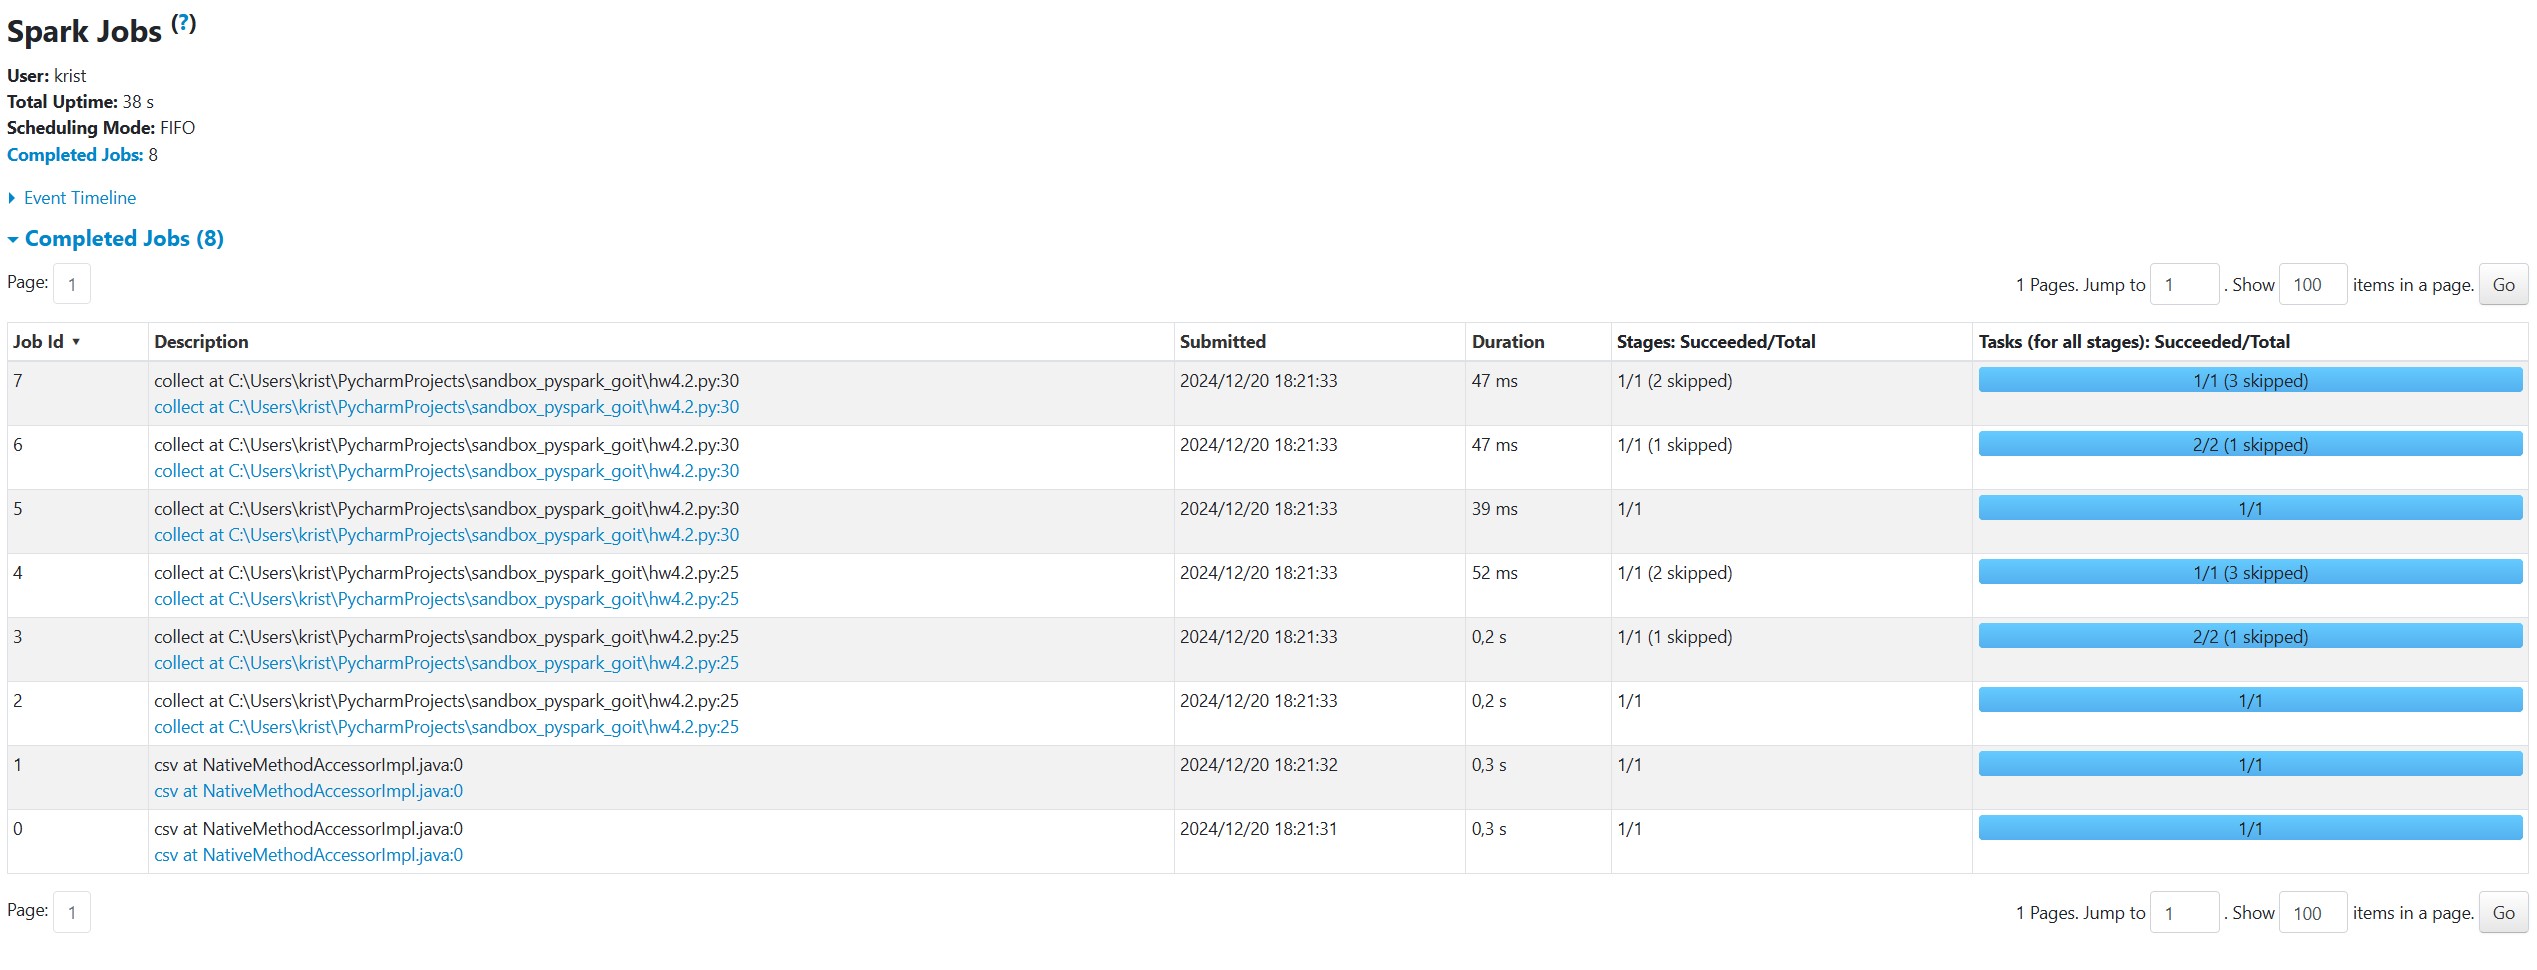 Spark Jobs (?)
User: krist
Total Uptime: 38 s
Scheduling Mode: FIFO
Completed Jobs: 8
Event Timeline
Completed Jobs (8)
Page: 1 1 Pages. Jump to 1 . Show 100 items in a page. Go
Job Id ▾ Description Submitted Duration Stages: Succeeded/Total Tasks (for all stages): Succeeded/Total
7 collect at C:\Users\krist\PycharmProjects\sandbox_pyspark_goit\hw4.2.py:30 2024/12/20 18:21:33 47 ms 1/1 (2 skipped) 1/1 (3 skipped)
collect at C:\Users\krist\PycharmProjects\sandbox_pyspark_goit\hw4.2.py:30
6 collect at C:\Users\krist\PycharmProjects\sandbox_pyspark_goit\hw4.2.py:30 2024/12/20 18:21:33 47 ms 1/1 (1 skipped) 2/2 (1 skipped)
collect at C:\Users\krist\PycharmProjects\sandbox_pyspark_goit\hw4.2.py:30
5 collect at C:\Users\krist\PycharmProjects\sandbox_pyspark_goit\hw4.2.py:30 2024/12/20 18:21:33 39 ms 1/1 1/1
collect at C:\Users\krist\PycharmProjects\sandbox_pyspark_goit\hw4.2.py:30
4 collect at C:\Users\krist\PycharmProjects\sandbox_pyspark_goit\hw4.2.py:25 2024/12/20 18:21:33 52 ms 1/1 (2 skipped) 1/1 (3 skipped)
collect at C:\Users\krist\PycharmProjects\sandbox_pyspark_goit\hw4.2.py:25
3 collect at C:\Users\krist\PycharmProjects\sandbox_pyspark_goit\hw4.2.py:25 2024/12/20 18:21:33 0,2 s 1/1 (1 skipped) 2/2 (1 skipped)
collect at C:\Users\krist\PycharmProjects\sandbox_pyspark_goit\hw4.2.py:25
2 collect at C:\Users\krist\PycharmProjects\sandbox_pyspark_goit\hw4.2.py:25 2024/12/20 18:21:33 0,2 s 1/1 1/1
collect at C:\Users\krist\PycharmProjects\sandbox_pyspark_goit\hw4.2.py:25
1 csv at NativeMethodAccessorImpl.java:0 2024/12/20 18:21:32 0,3 s 1/1 1/1
csv at NativeMethodAccessorImpl.java:0
0 csv at NativeMethodAccessorImpl.java:0 2024/12/20 18:21:31 0,3 s 1/1 1/1
csv at NativeMethodAccessorImpl.java:0
Page: 1 1 Pages. Jump to 1 . Show 100 items in a page. Go